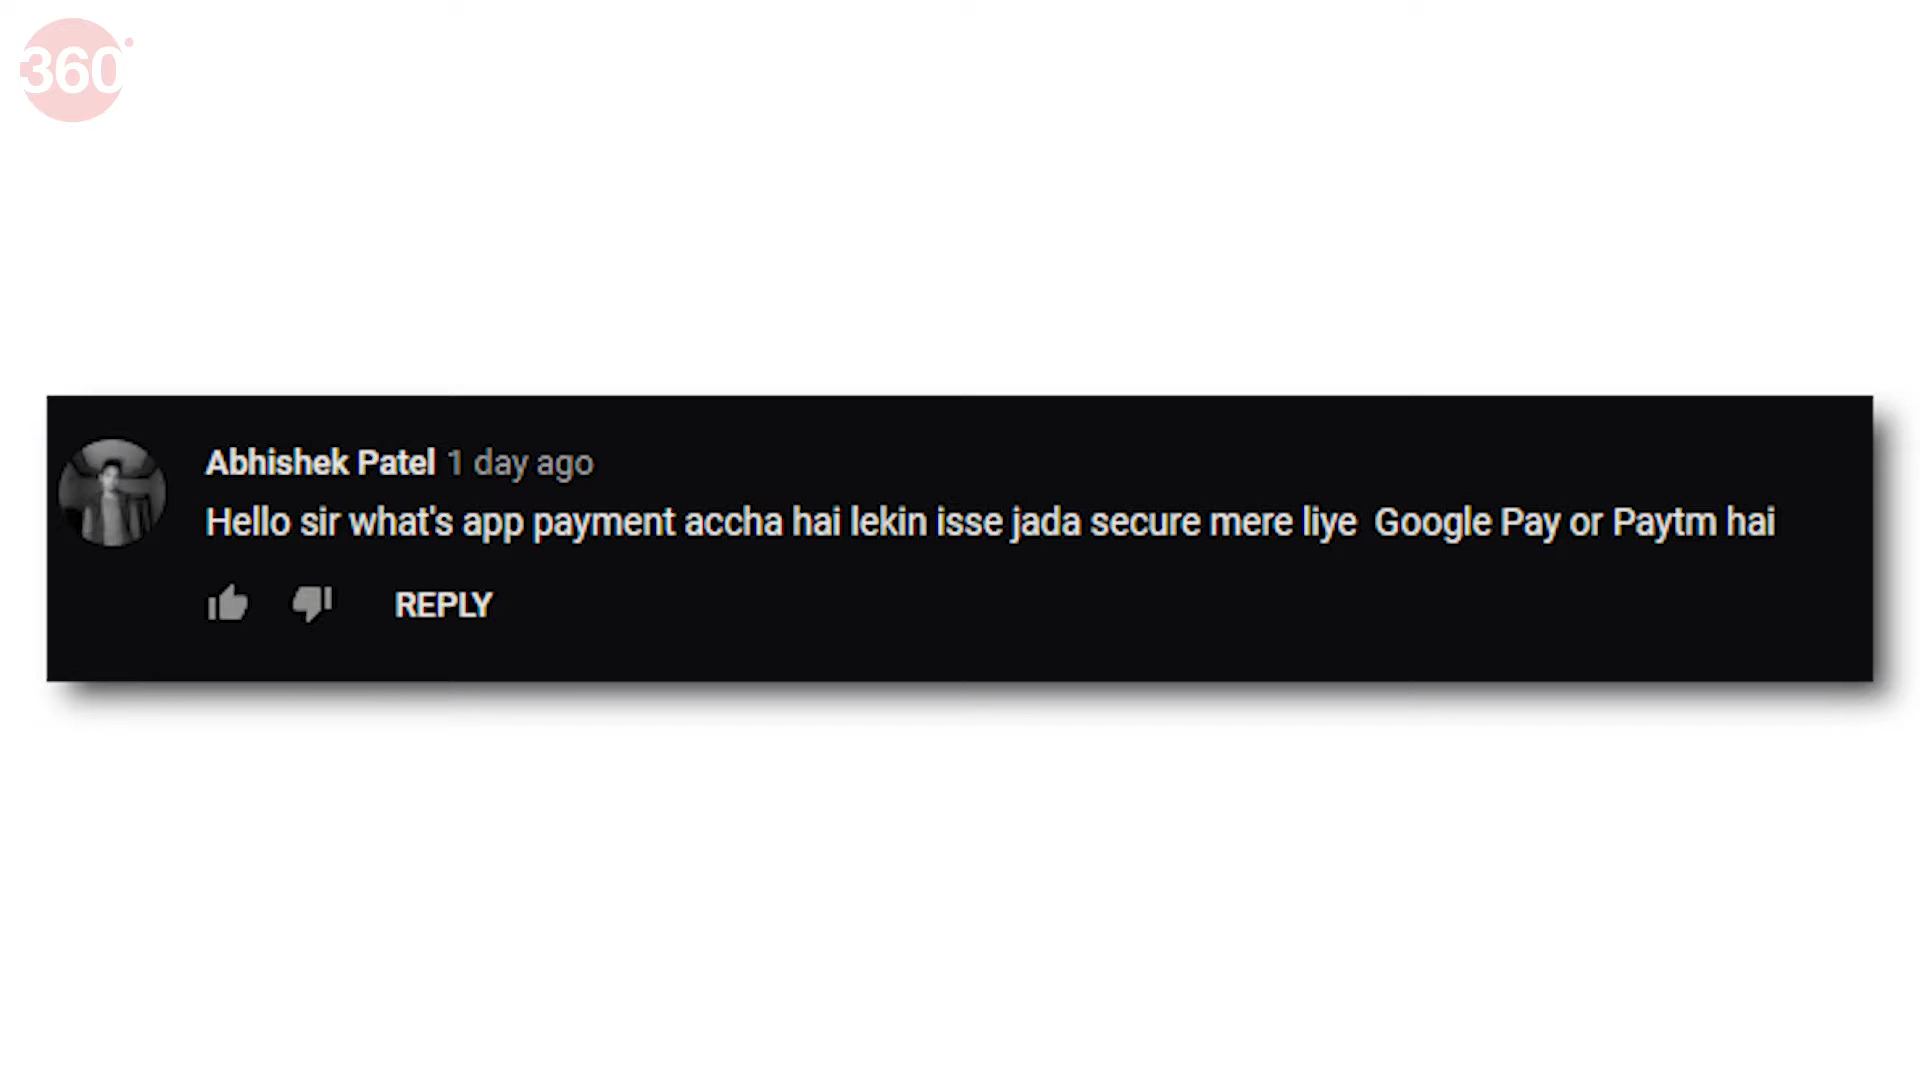 360°
Abhishek Patel 1 day ago
Hello sir what's app payment accha hai lekin isse jada secure mere liye Google Pay or Paytm hai
REPLY